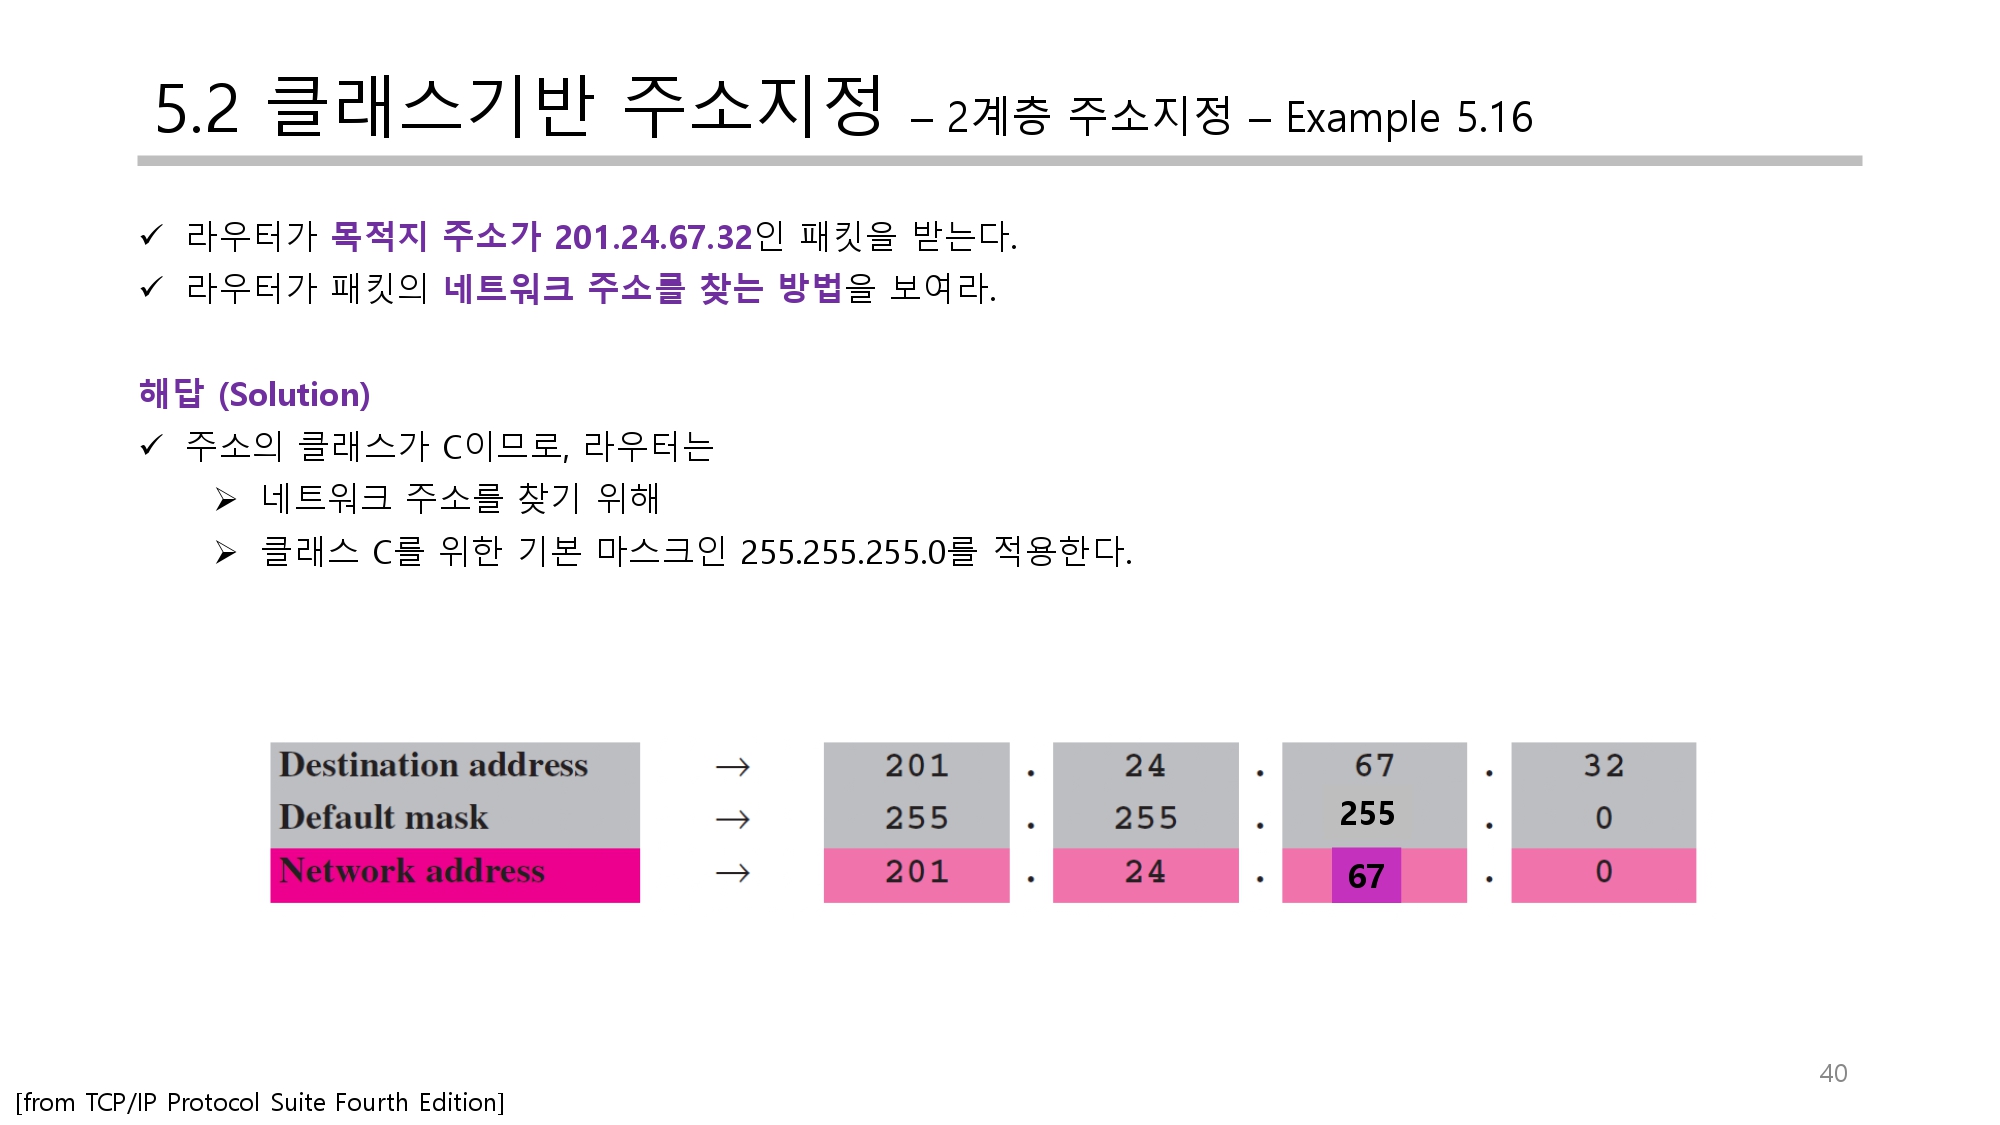 5.2 클래스기반 주소지정 – 2계층 주소지정 – Example 5.16
✓ 라우터가 목적지 주소가 201.24.67.32인 패킷을 받는다.
✓ 라우터가 패킷의 네트워크 주소를 찾는 방법을 보여라.
해답 (Solution)
✓ 주소의 클래스가 C이므로, 라우터는
➢ 네트워크 주소를 찾기 위해
➢ 클래스 C를 위한 기본 마스크인 255.255.255.0를 적용한다.
Destination address → 201 . 24 . 67 . 32
Default mask → 255 . 255 . 255 . 0
Network address → 201 . 24 . 67 . 0
40
[from TCP/IP Protocol Suite Fourth Edition]